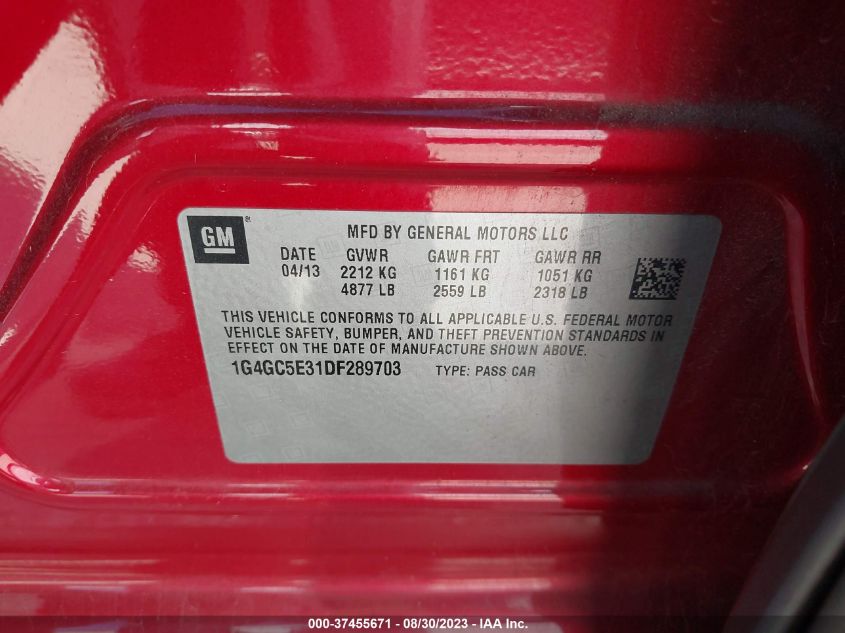 GM®
MFD BY GENERAL MOTORS LLC
DATE GVWR GAWR FRT GAWR RR
04/13 2212 KG 1161 KG 1051 KG
4877 LB 2559 LB 2318 LB
THIS VEHICLE CONFORMS TO ALL APPLICABLE U.S. FEDERAL MOTOR
VEHICLE SAFETY, BUMPER, AND THEFT PREVENTION STANDARDS IN
EFFECT ON THE DATE OF MANUFACTURE SHOWN ABOVE.
1G4GC5E31DF289703 TYPE: PASS CAR
000-37455671 - 08/30/2023 - IAA Inc.